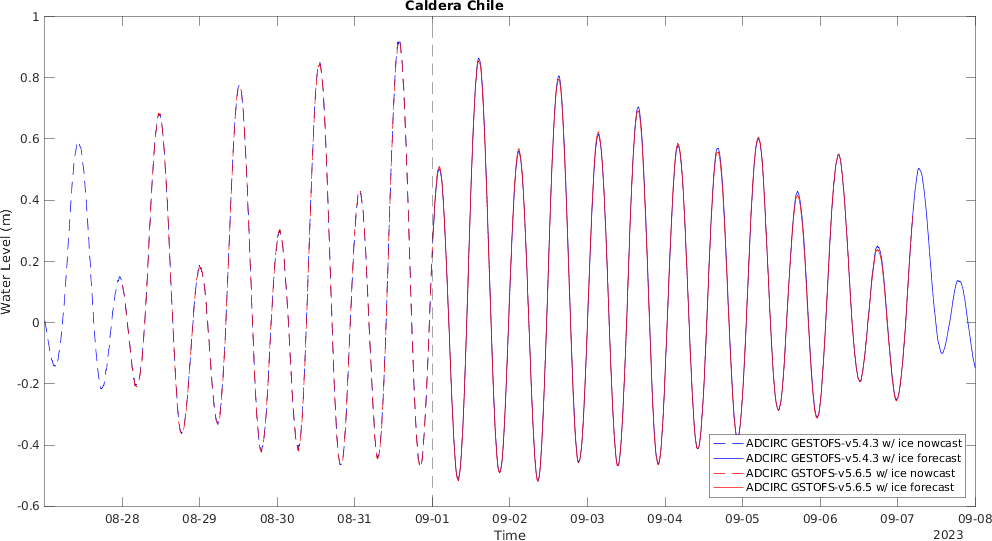 Caldera Chile
1
0.8
0.6
0.4
0.2
0
-0.2
-0.4
-0.6
Water Level (m)
ADCIRC GESTOFS-v5.4.3 w/ ice nowcast
ADCIRC GESTOFS-v5.4.3 w/ ice forecast
ADCIRC GSTOFS-v5.6.5 w/ ice nowcast
ADCIRC GSTOFS-v5.6.5 w/ ice forecast
08-28 08-29 08-30 08-31 09-01 09-02 09-03 09-04 09-05 09-06 09-07 09-08
Time
2023